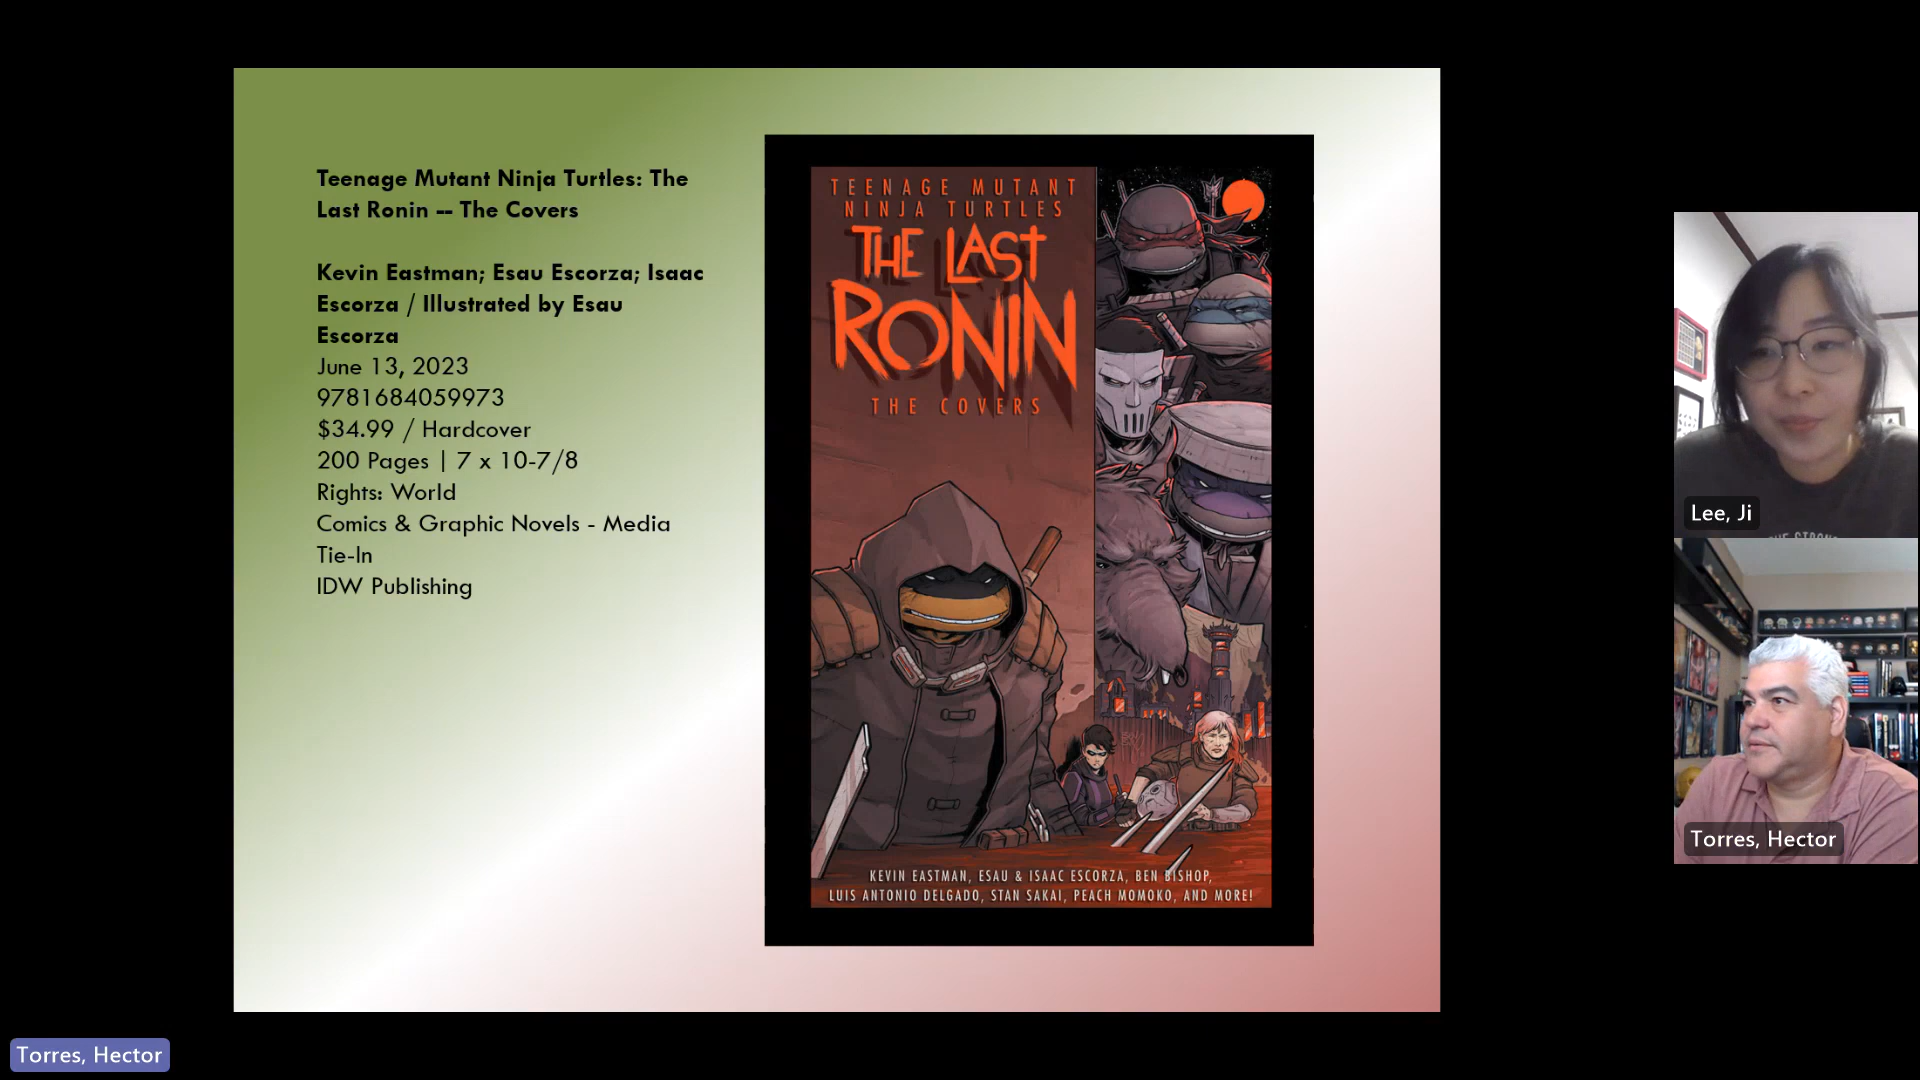 Teenage Mutant Ninja Turtles: The
Last Ronin -- The Covers
Kevin Eastman; Esau Escorza; Isaac
Escorza / Illustrated by Esau
Escorza
June 13, 2023
9781684059973
$34.99 / Hardcover
200 Pages | 7 x 10-7/8
Rights: World
Comics & Graphic Novels - Media
Tie-In
IDW Publishing
TEENAGE MUTANT
NINJA TURTLES
THE LAST
RONIN
THE COVERS
KEVIN EASTMAN, ESAU & ISAAC ESCORZA, BEN BISHOP,
LUIS ANTONIO DELGADO, STAN SAKAI, PEACH MOMOKO, AND MORE!
Lee, Ji
Torres, Hector
Torres, Hector